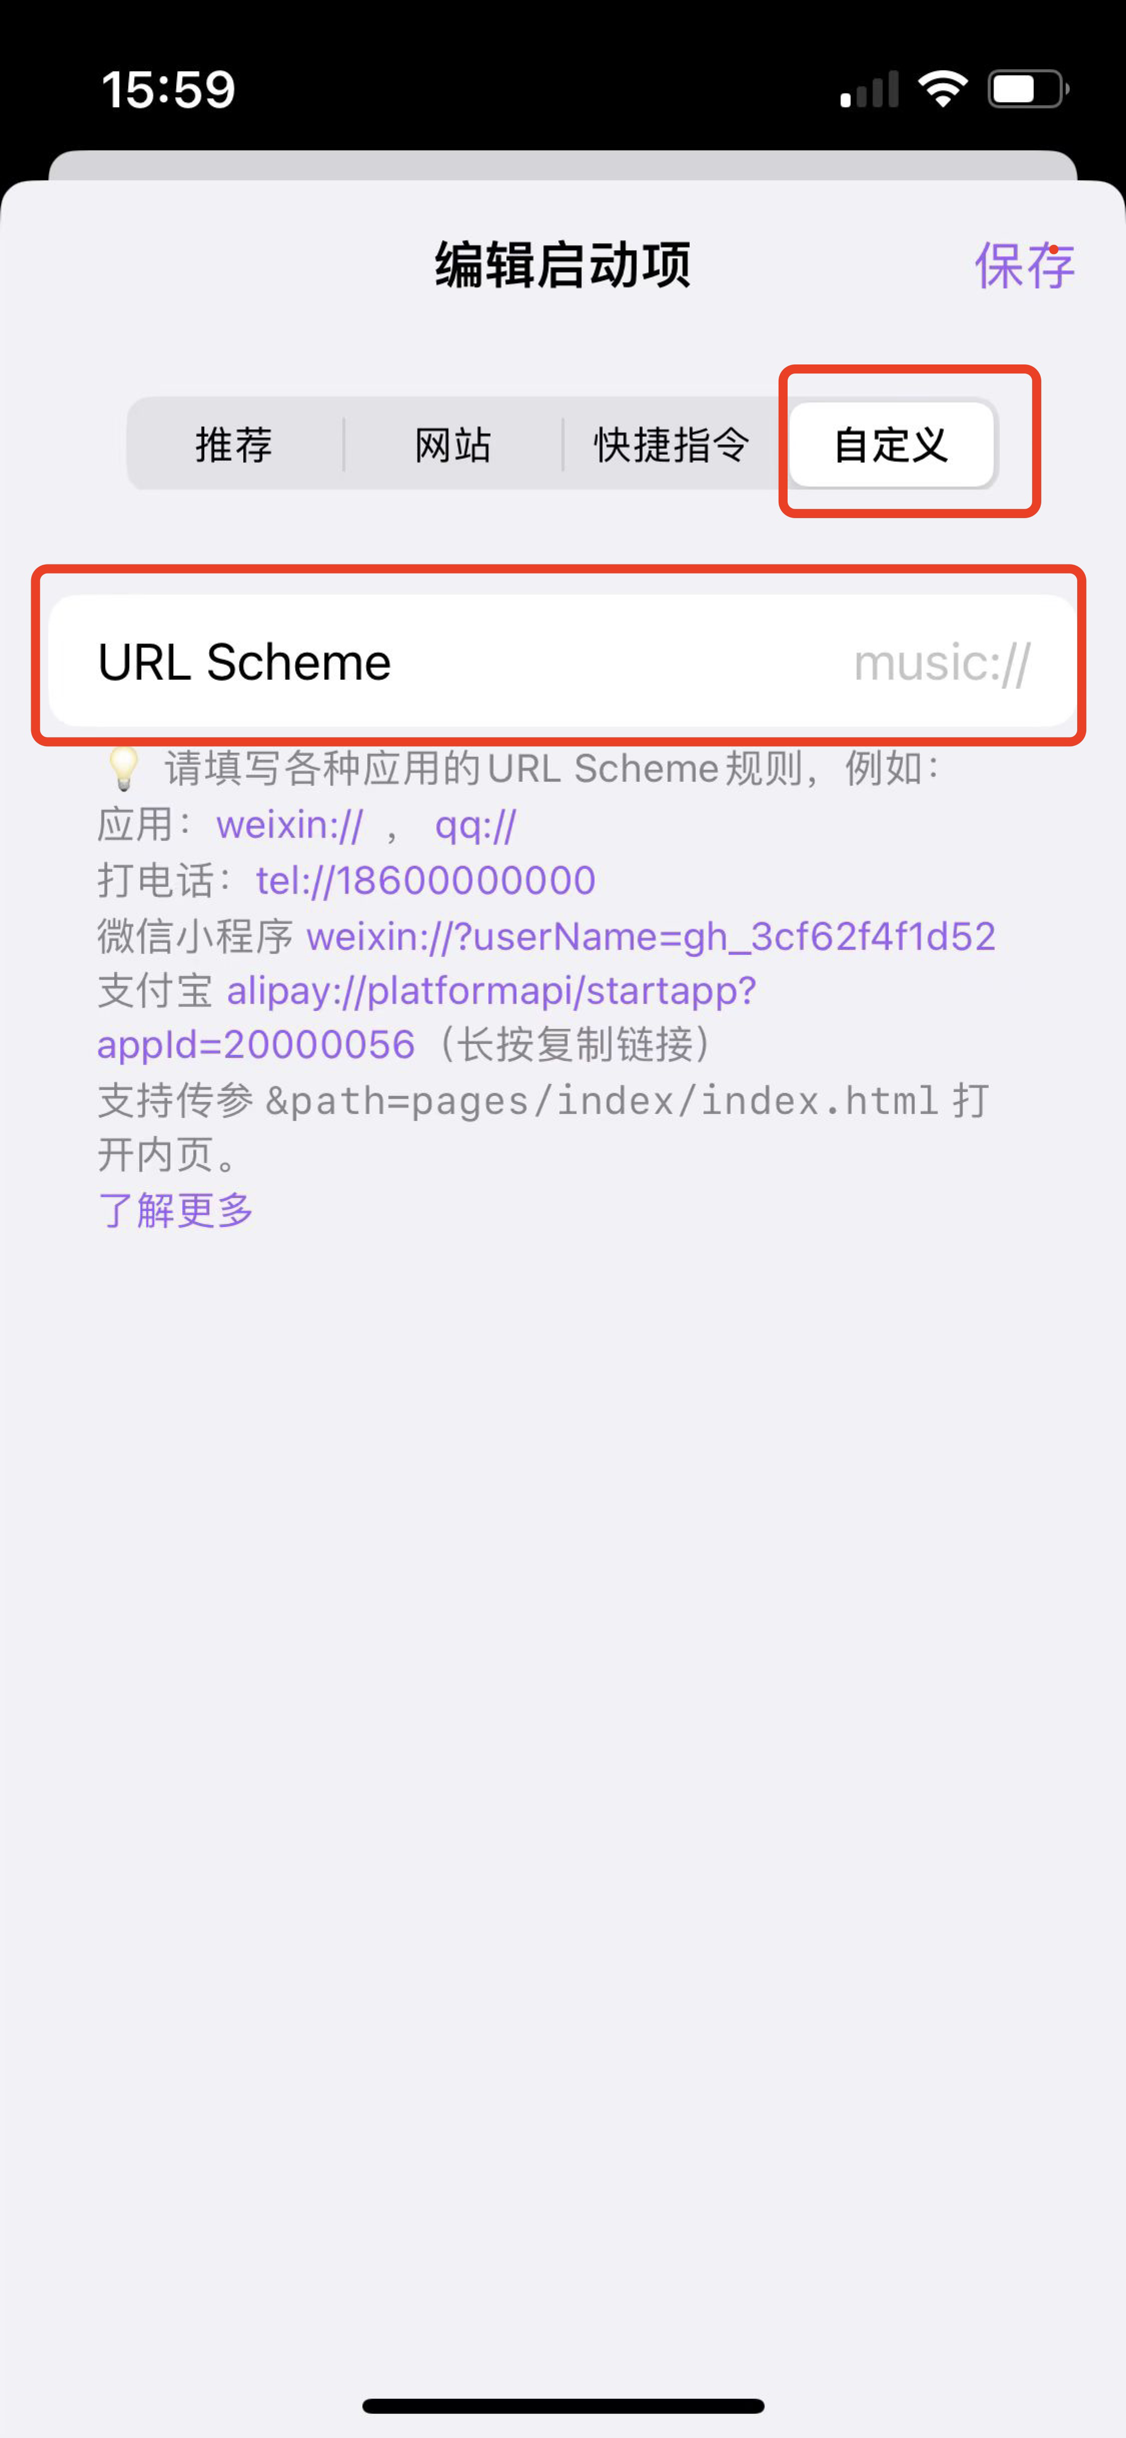 15:59
编辑启动项
保存
推荐
网站
快捷指令
自定义
URL Scheme
music://
💡 请填写各种应用的URL Scheme规则，例如：
应用：weixin:// ， qq://
打电话：tel://18600000000
微信小程序 weixin://?userName=gh_3cf62f4f1d52
支付宝 alipay://platformapi/startapp?
appId=20000056（长按复制链接）
支持传参 &path=pages/index/index.html 打
开内页。
了解更多